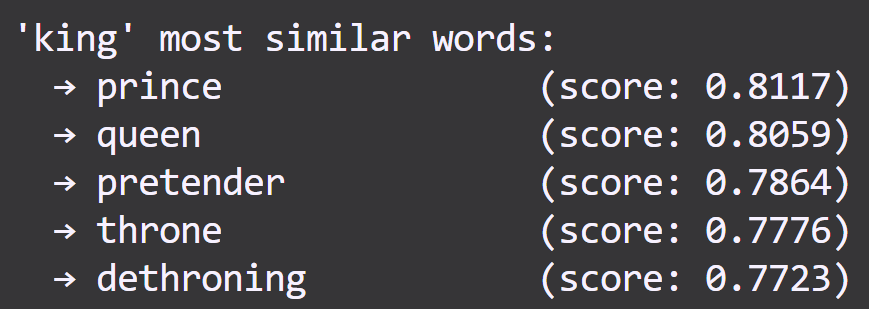 'king' most similar words:
→ prince (score: 0.8117)
→ queen (score: 0.8059)
→ pretender (score: 0.7864)
→ throne (score: 0.7776)
→ dethroning (score: 0.7723)